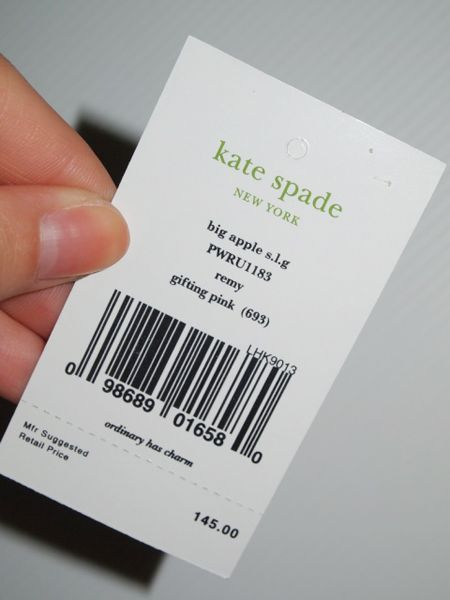 kate spade
NEW YORK
big apple s.l.g
PWRU1183
remy
gifting pink (693)
LHK9013
0 98689 01658 0
ordinary has charm
Mfr Suggested
Retail Price
145.00